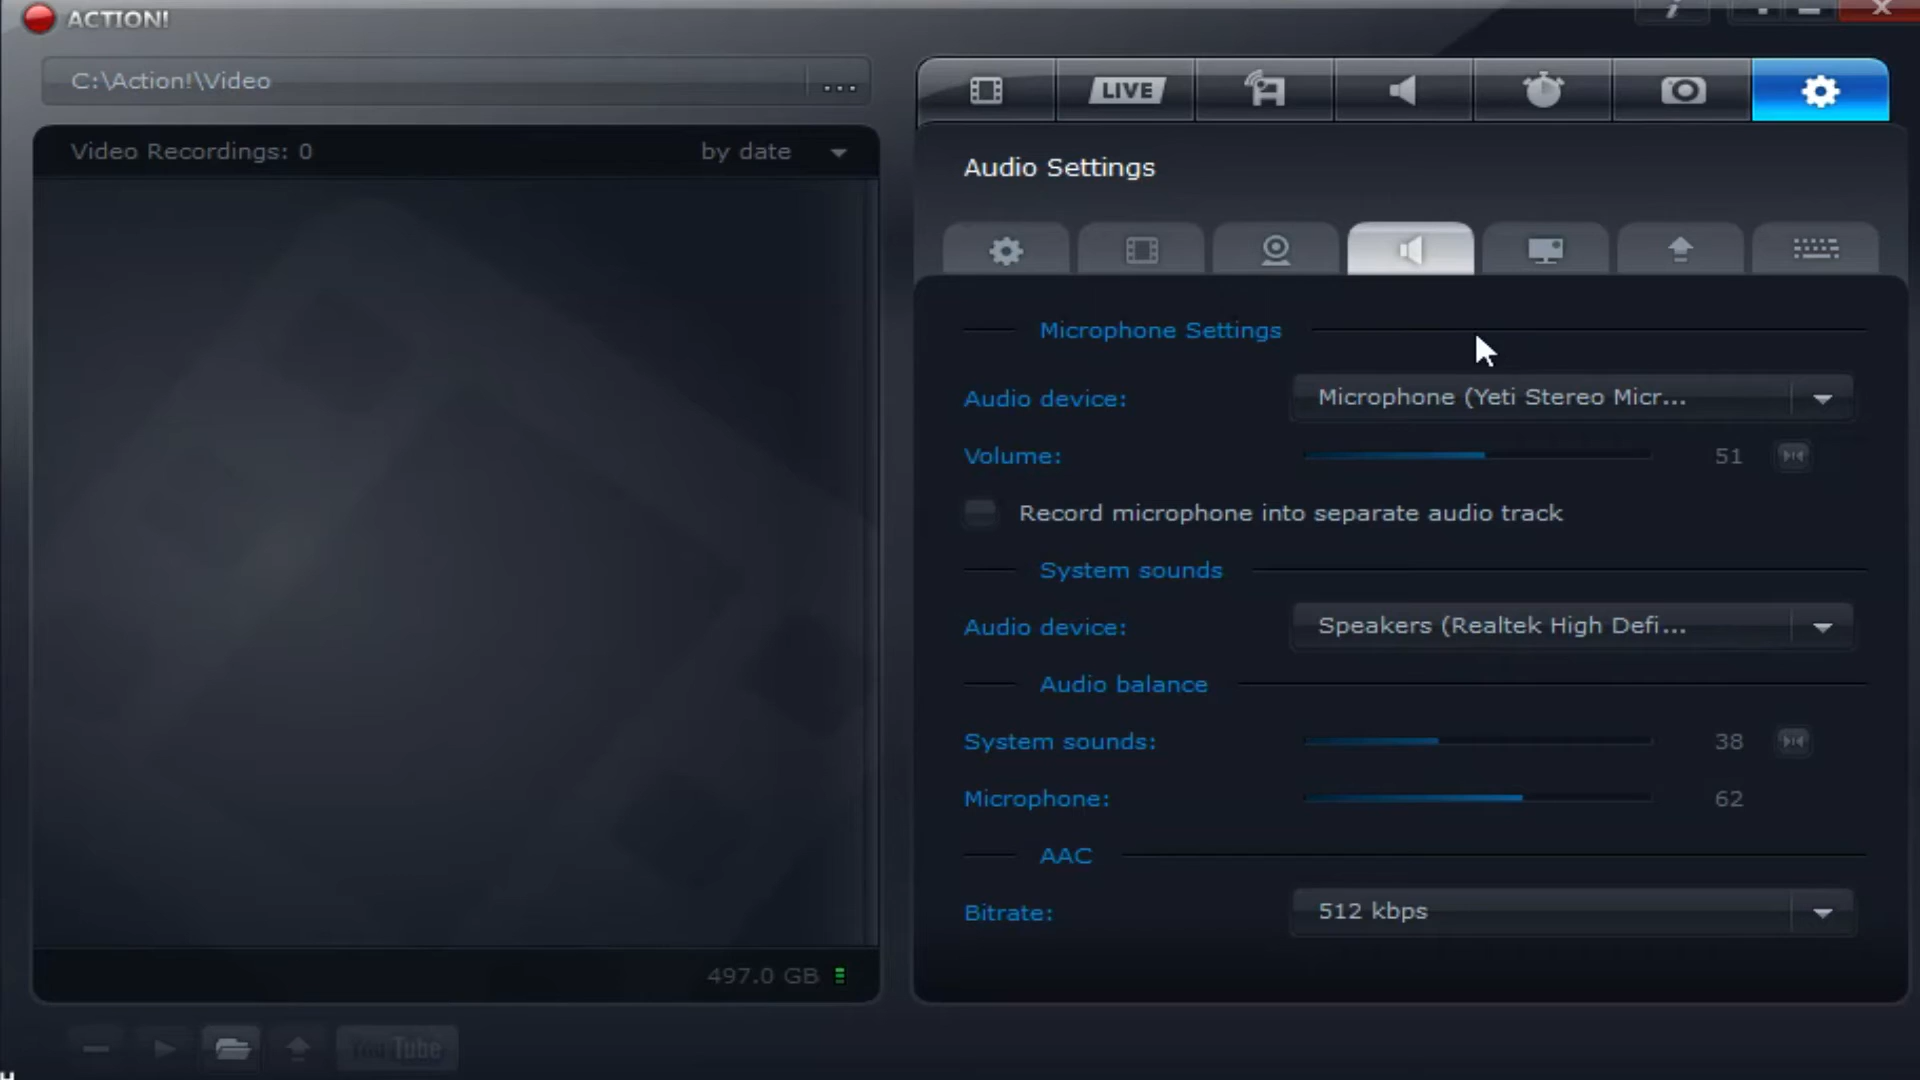 ACTION!
C:\Action!\Video
...
LIVE
Video Recordings: 0
by date
Audio Settings
Microphone Settings
Audio device:
Microphone (Yeti Stereo Micr...
Volume:
51
Record microphone into separate audio track
System sounds
Audio device:
Speakers (Realtek High Defi...
Audio balance
System sounds:
38
Microphone:
62
AAC
Bitrate:
512 kbps
497.0 GB
YouTube